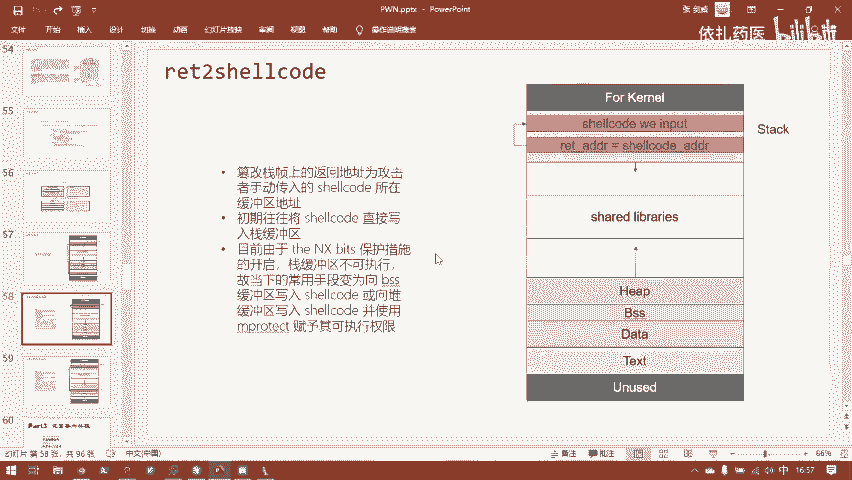 PWN.pptx - PowerPoint
张
文件 开始 插入 设计 切换 动画 幻灯片放映 审阅 视图 帮助 操作说明搜索
依扎药医 bilibili
54
55
56
57
58
59
60
ret2shellcode
• 篡改栈帧上的返回地址为攻击
者手动传入的 shellcode 所在
缓冲区地址
• 初期往往将 shellcode 直接写
入栈缓冲区
• 目前由于 the NX bits 保护措施
的开启,栈缓冲区不可执行,
故当下的常用手段变为向 bss
缓冲区写入 shellcode 或向堆
缓冲区写入 shellcode 并使用
mprotect 赋予其可执行权限
For Kernel
shellcode we input
ret_addr = shellcode_addr
Stack
shared libraries
Heap
Bss
Data
Text
Unused
幻灯片 第 58 张,共 96 张 中文(中国) 备注 批注 66%
中 16:57